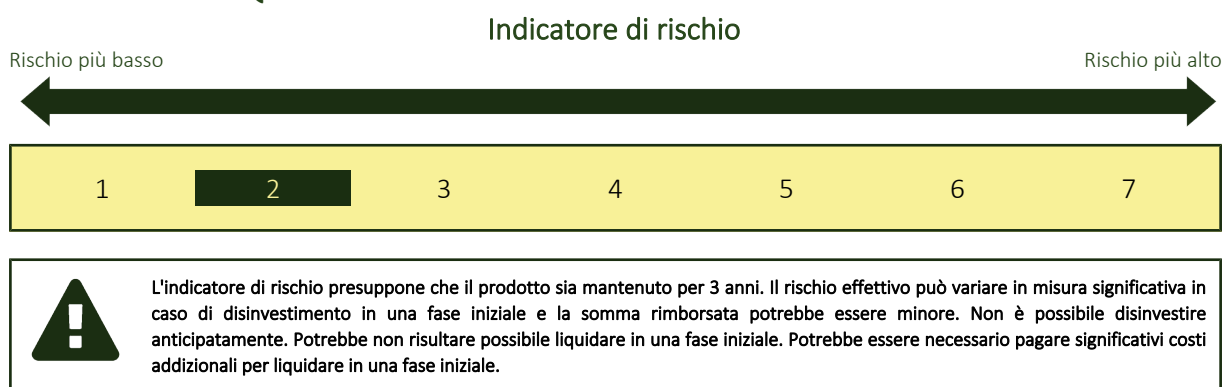 Indicatore di rischio
Rischio più basso Rischio più alto
1 2 3 4 5 6 7
L'indicatore di rischio presuppone che il prodotto sia mantenuto per 3 anni. Il rischio effettivo può variare in misura significativa in
caso di disinvestimento in una fase iniziale e la somma rimborsata potrebbe essere minore. Non è possibile disinvestire
anticipatamente. Potrebbe non risultare possibile liquidare in una fase iniziale. Potrebbe essere necessario pagare significativi costi
addizionali per liquidare in una fase iniziale.